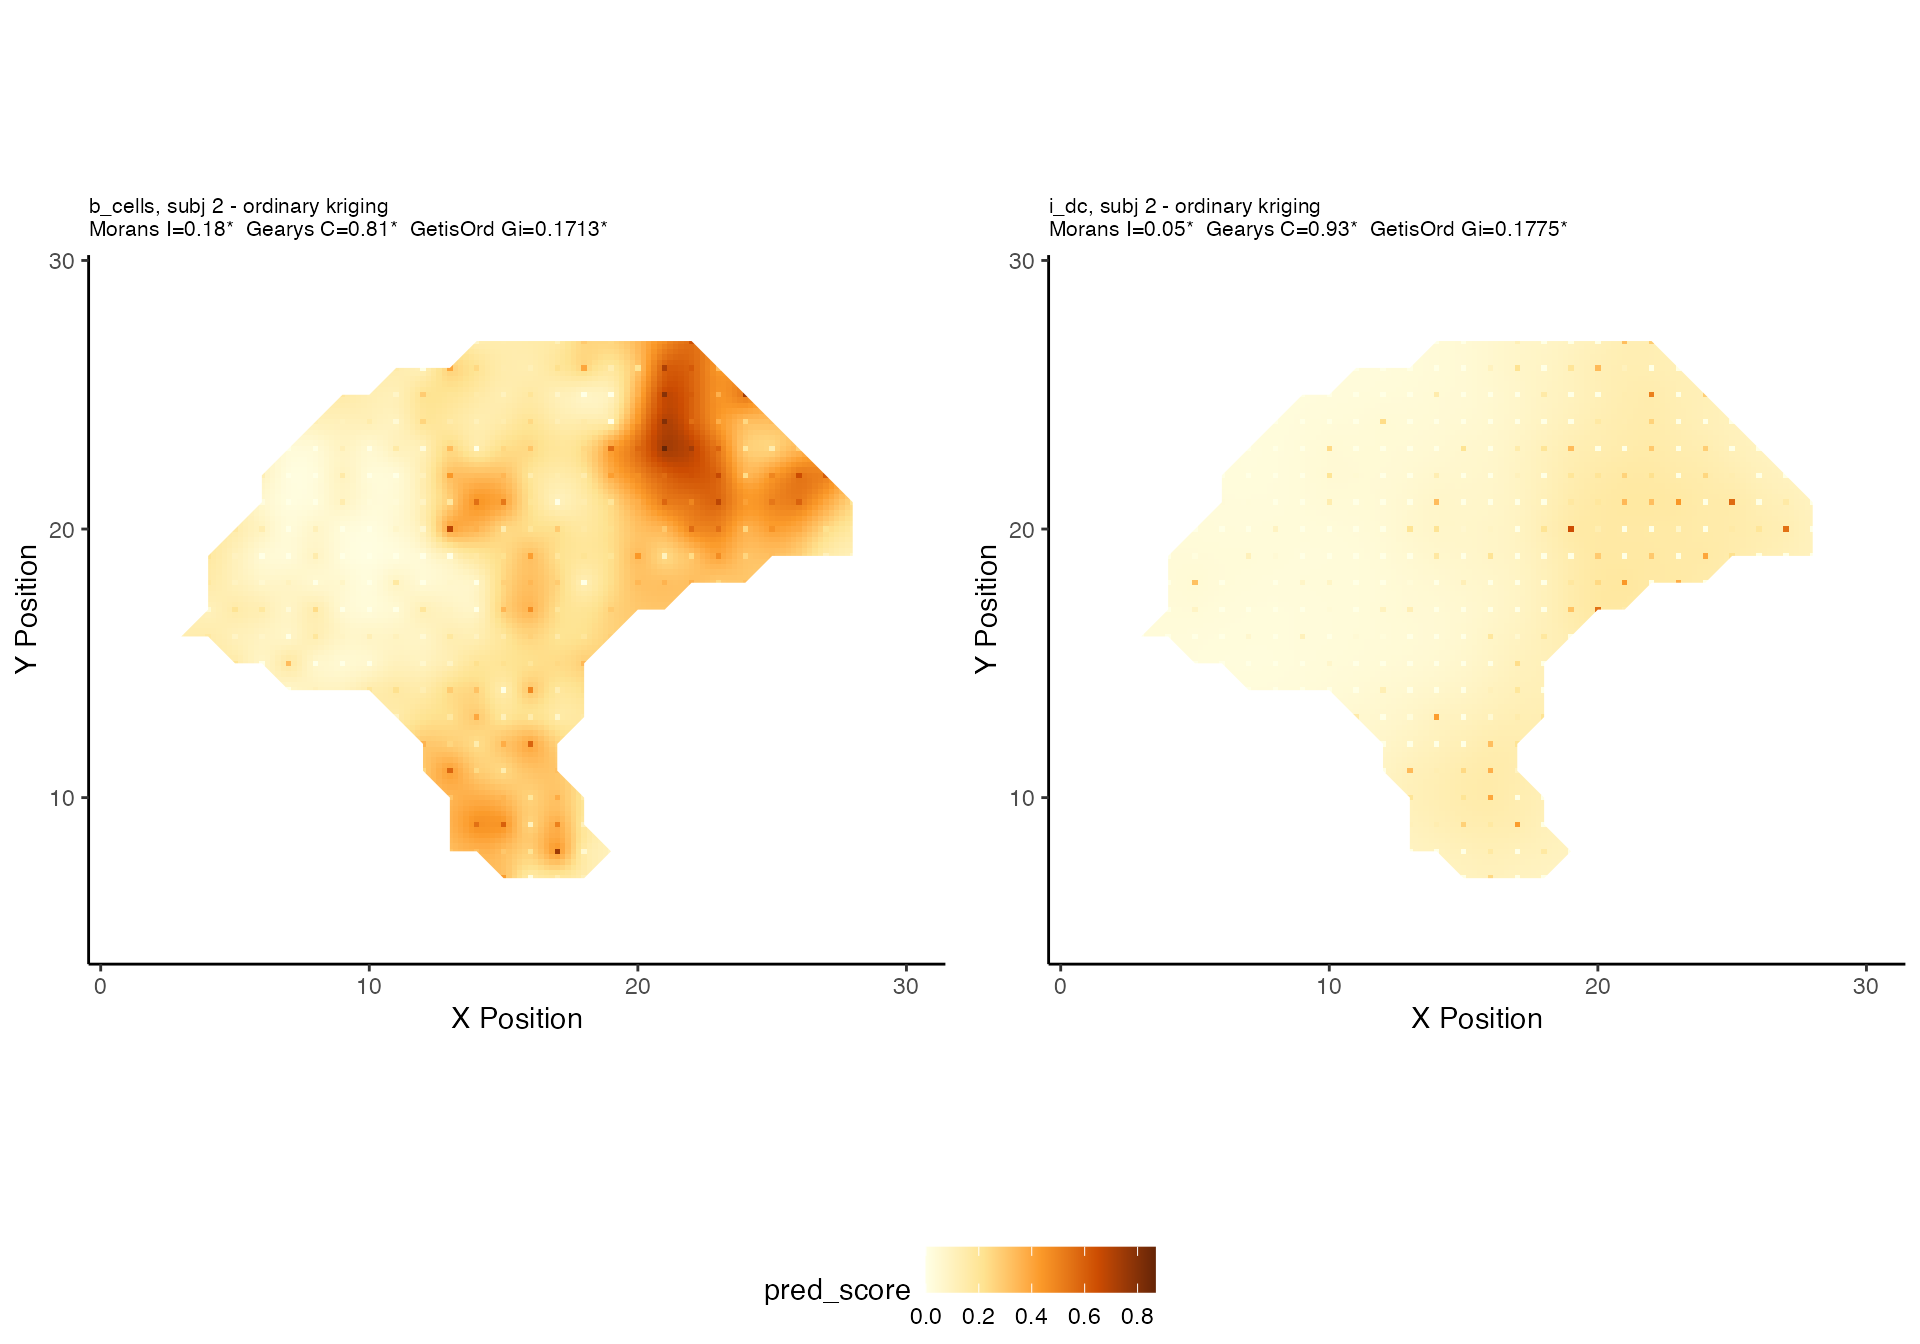 b_cells, subj 2 - ordinary kriging
Morans I=0.18*  Gearys C=0.81*  GetisOrd Gi=0.1713*
30
20
10
Y Position
0 10 20 30
X Position
i_dc, subj 2 - ordinary kriging
Morans I=0.05*  Gearys C=0.93*  GetisOrd Gi=0.1775*
30
20
10
Y Position
0 10 20 30
X Position
pred_score
0.0 0.2 0.4 0.6 0.8